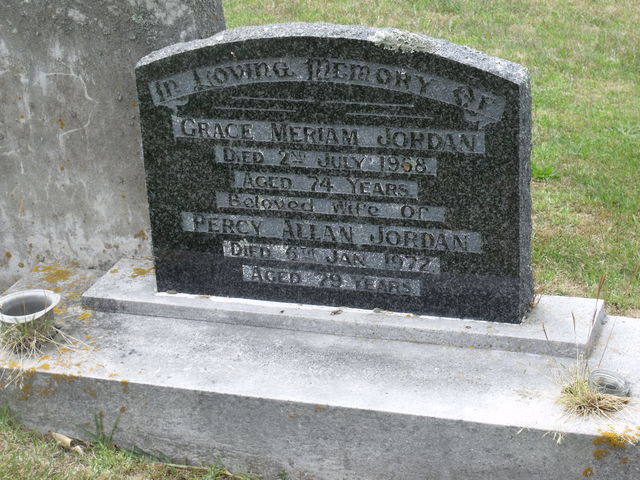 In Loving Memory Of
Grace Meriam Jordan
Died 2nd July 1968
Aged 74 Years
Beloved Wife Of
Percy Allan Jordan
Died 6th Jan 1972
Aged 79 Years